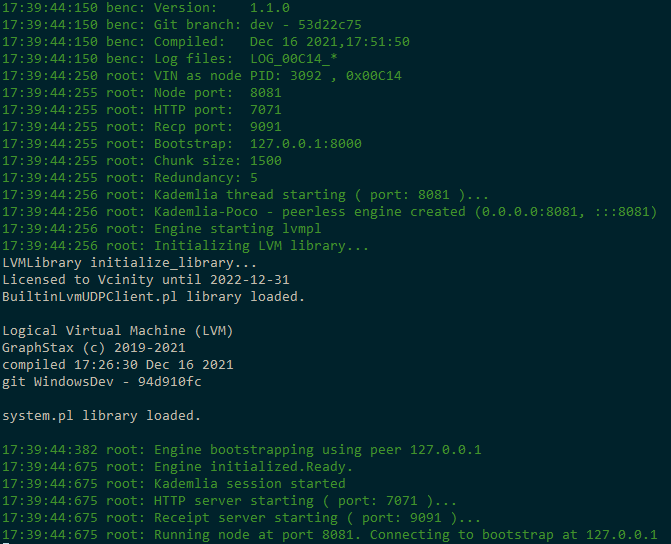 17:39:44:150 benc: Version:    1.1.0
17:39:44:150 benc: Git branch: dev - 53d22c75
17:39:44:150 benc: Compiled:   Dec 16 2021,17:51:50
17:39:44:150 benc: Log files:  LOG_00C14_*
17:39:44:250 root: VIN as node PID: 3092 , 0x00C14
17:39:44:255 root: Node port:  8081
17:39:44:255 root: HTTP port:  7071
17:39:44:255 root: Recp port:  9091
17:39:44:255 root: Bootstrap:  127.0.0.1:8000
17:39:44:256 root: Chunk size: 1500
17:39:44:256 root: Redundancy: 5
17:39:44:256 root: Kademlia thread starting ( port: 8081 )...
17:39:44:256 root: Kademlia-Poco - peerless engine created (0.0.0.0:8081, :::8081)
17:39:44:256 root: Engine starting lvmpl
17:39:44:256 root: Initializing LVM library...
LVMLibrary initialize_library...
Licensed to Vcinity until 2022-12-31
BuiltinLvmUDPClient.pl library loaded.

Logical Virtual Machine (LVM)
GraphStax (c) 2019-2021
compiled 17:26:30 Dec 16 2021
git WindowsDev - 94d910fc

system.pl library loaded.

17:39:44:382 root: Engine bootstrapping using peer 127.0.0.1
17:39:44:675 root: Engine initialized.Ready.
17:39:44:675 root: Kademlia session started
17:39:44:675 root: HTTP server starting ( port: 7071 )...
17:39:44:675 root: Receipt server starting ( port: 9091 )...
17:39:44:675 root: Running node at port 8081. Connecting to bootstrap at 127.0.0.1